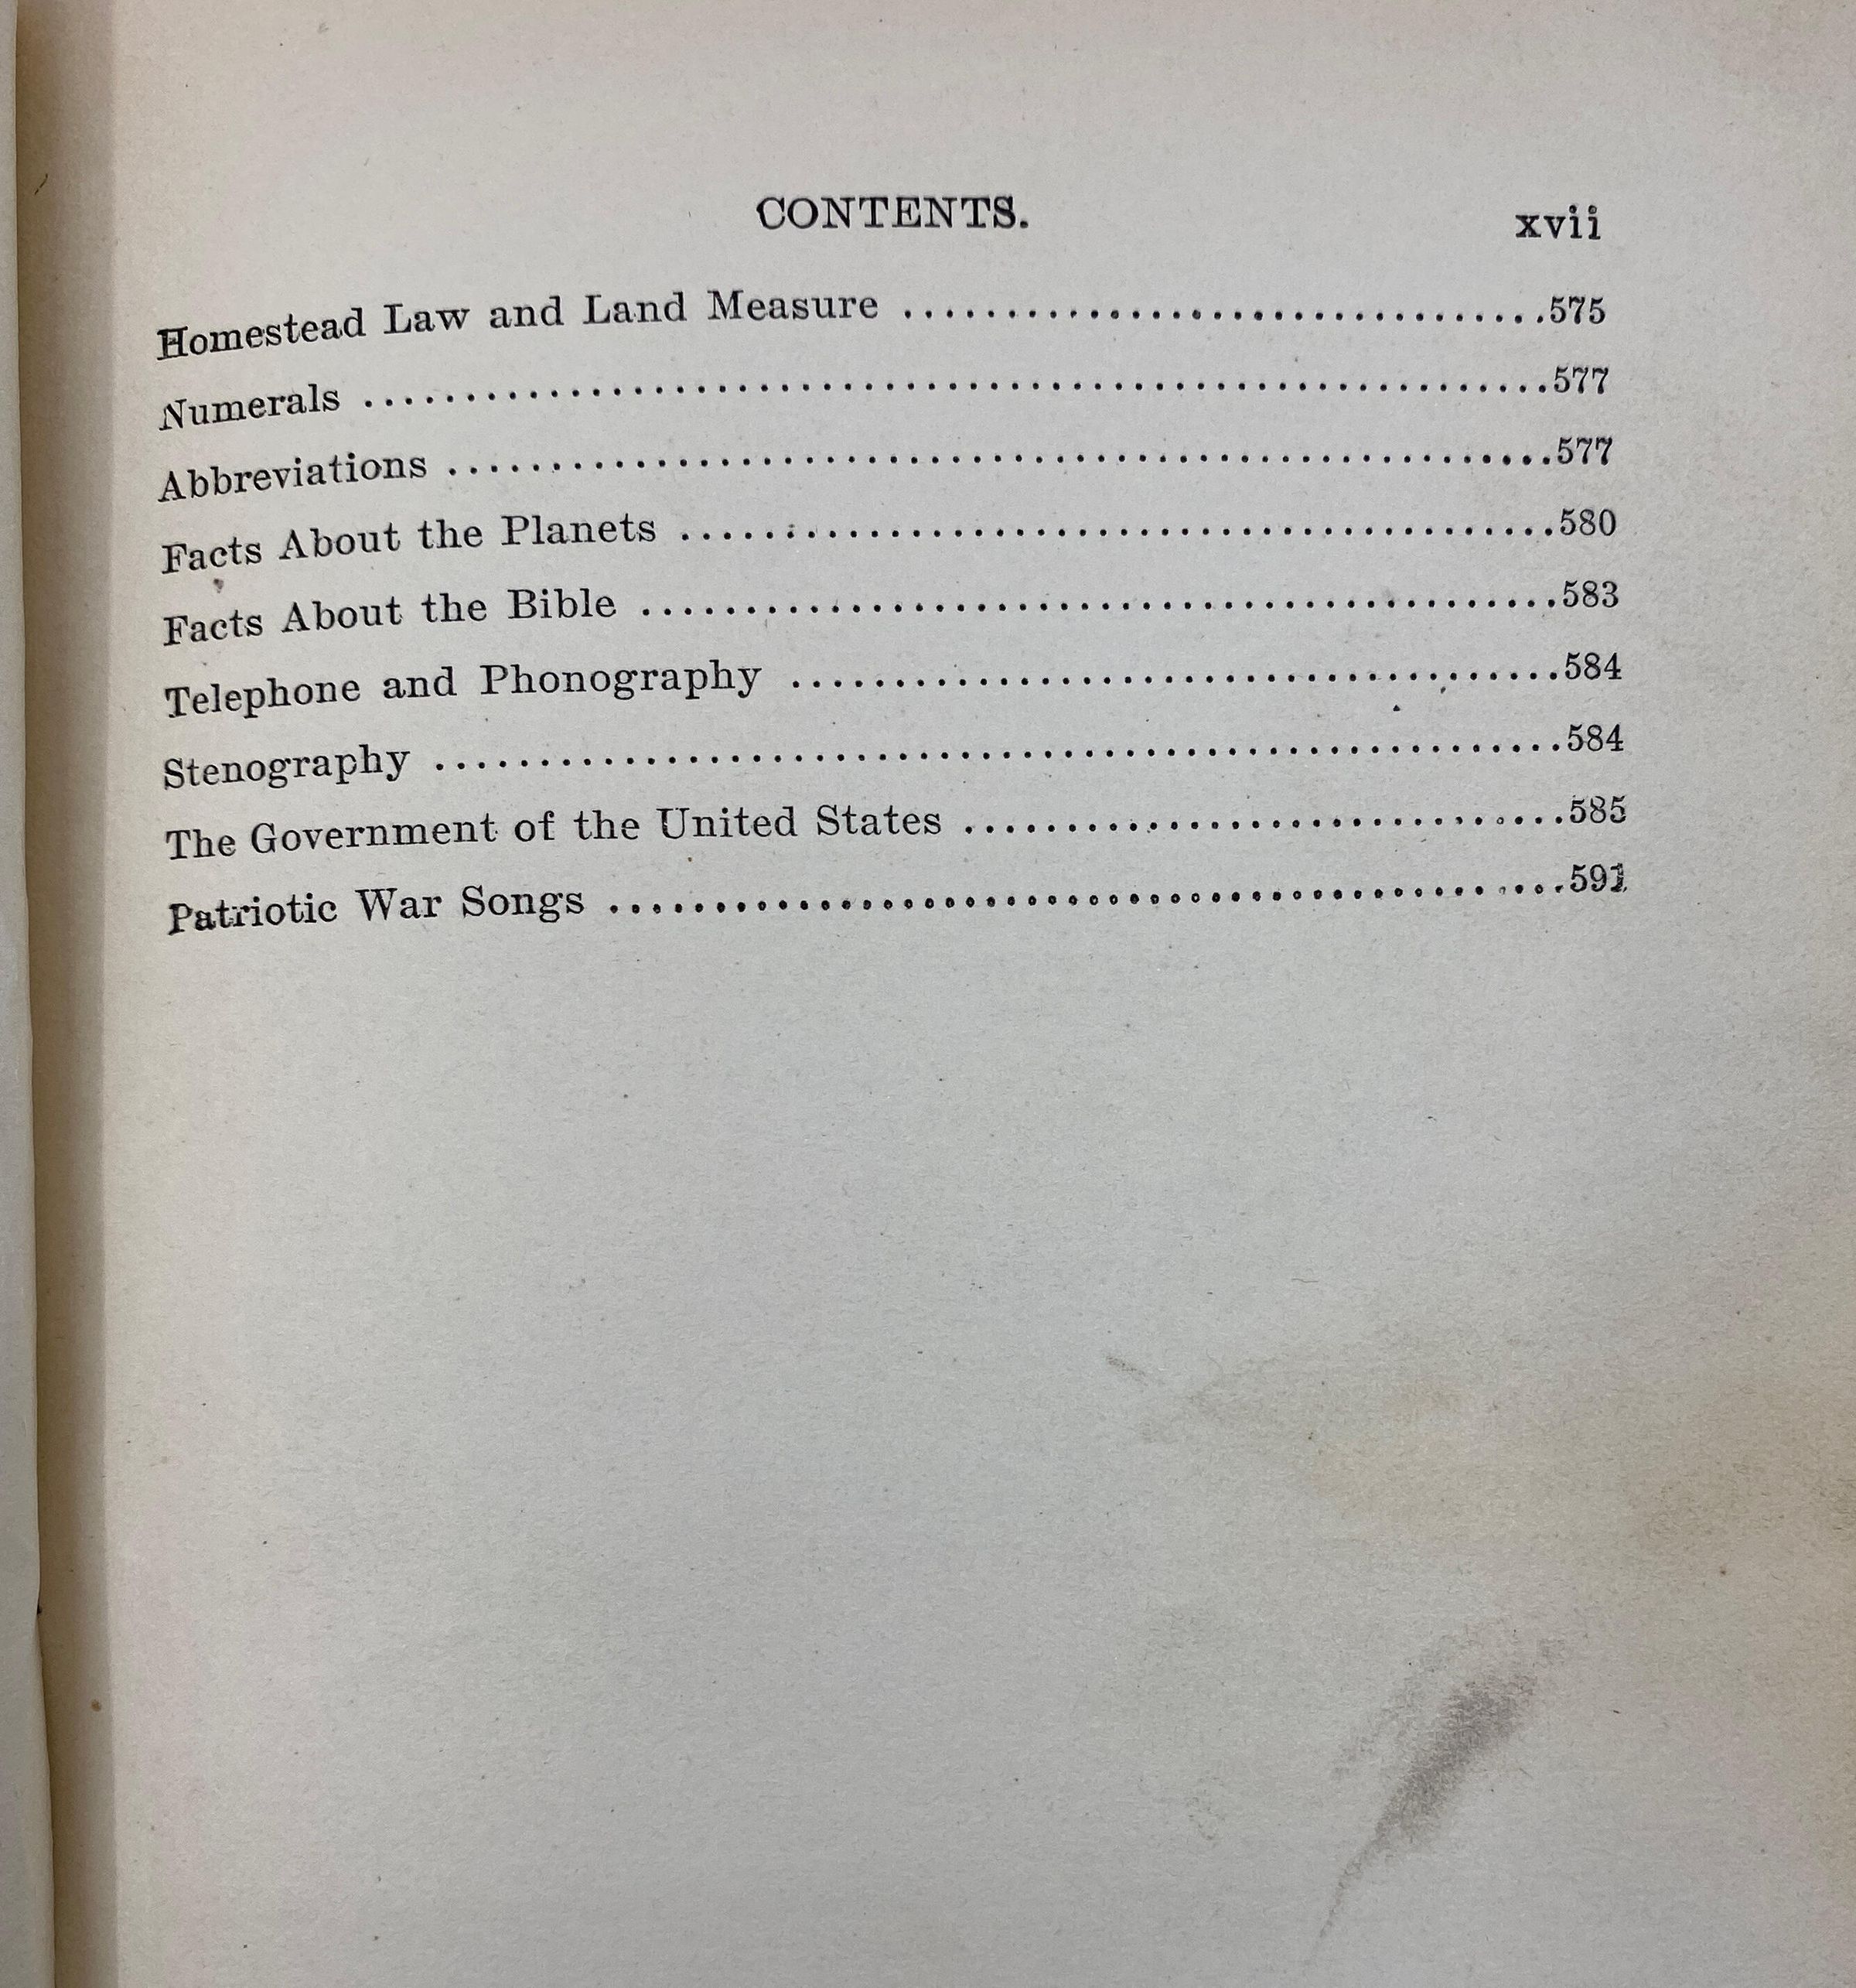 CONTENTS. xvii
Homestead Law and Land Measure ...............................575
Numerals .........................................................577
Abbreviations .....................................................577
Facts About the Planets ..........................................580
Facts About the Bible ............................................583
Telephone and Phonography .....................................584
Stenography ......................................................584
The Government of the United States .............................585
Patriotic War Songs ..............................................591